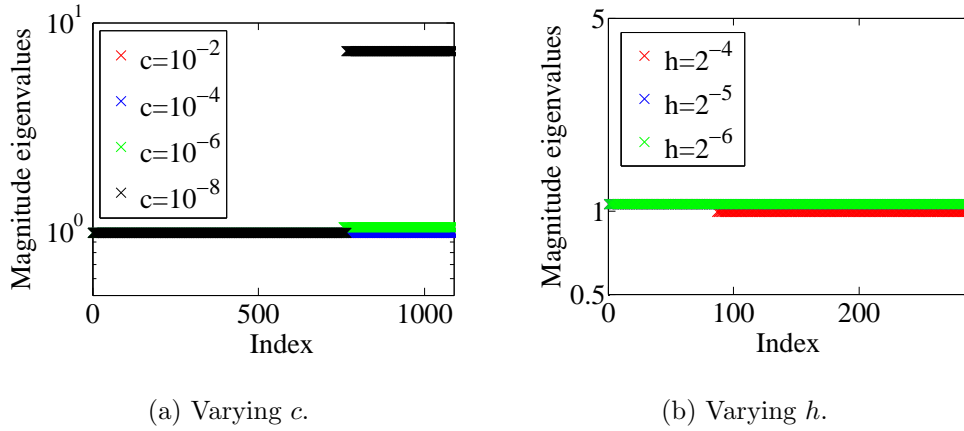 Magnitude eigenvalues
10^1
10^0
c=10^−2
c=10^−4
c=10^−6
c=10^−8
0
500
1000
Index
(a) Varying c.
Magnitude eigenvalues
5
1
0.5
h=2^−4
h=2^−5
h=2^−6
0
100
200
Index
(b) Varying h.